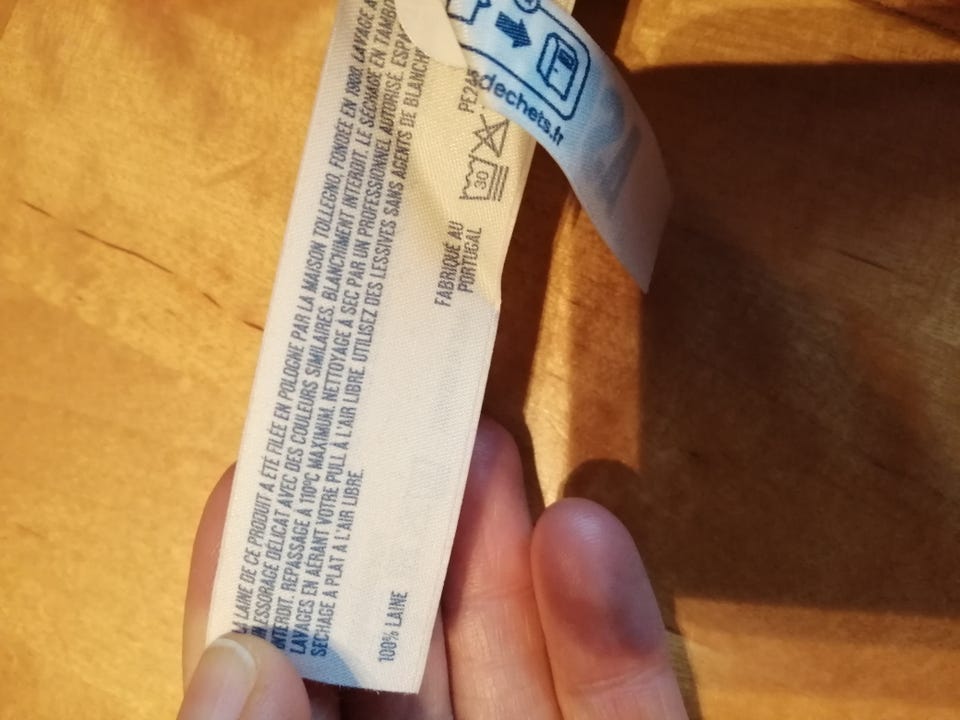 LA LAINE DE CE PRODUIT A ÉTÉ FILÉE EN POLOGNE PAR LA MAISON TOLLEGNO, FONDÉE EN 1900. LAVAGE A
ESSORAGE DÉLICAT AVEC DES COULEURS SIMILAIRES. BLANCHIMENT INTERDIT. LE SÉCHAGE EN TAMBO
INTERDIT. REPASSAGE À 110°C MAXIMUM. NETTOYAGE À SEC PAR UN PROFESSIONNEL AUTORISÉ. ESPA
LAVAGES EN AÉRANT VOTRE PULL À L'AIR LIBRE. UTILISEZ DES LESSIVES SANS AGENTS DE BLANCH
SÉCHAGE A PLAT A L'AIR LIBRE.
100% LAINE
FABRIQUÉ AU
PORTUGAL
30
dechets.fr